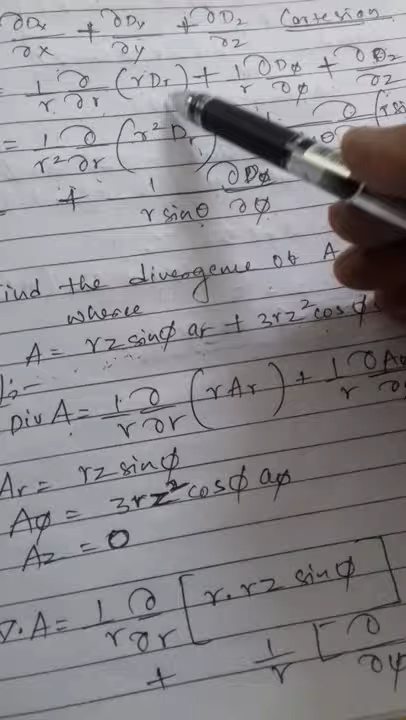 ∂Dx/∂x + ∂Dy/∂y + ∂Dz/∂z Cartesian
= 1/r ∂/∂r (rDr) + 1/r ∂Dφ/∂φ + ∂Dz/∂z
= 1/r² ∂/∂r (r²Dr) ∂
+ 1/(r sinθ) ∂Dφ/∂φ
ind the divergence of A
where
A = rz sinφ ar + 3rz² cosφ
Div A = 1/r ∂/∂r (rAr) + 1/r ∂Aφ
Ar = rz sinφ
Aφ = 3rz² cosφ aφ
Az = 0
∇·A = 1/r ∂/∂r [r.rz sinφ]
+ 1/r [∂/∂φ